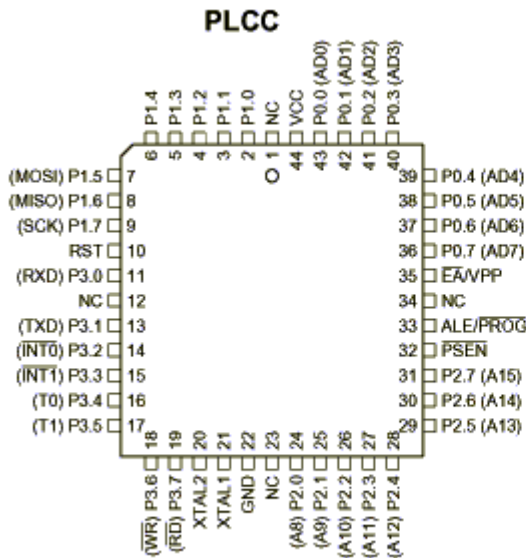 PLCC
P1.4
P1.3
P1.2
P1.1
P1.0
NC
VCC
P0.0 (AD0)
P0.1 (AD1)
P0.2 (AD2)
P0.3 (AD3)
6 5 4 3 2 1 44 43 42 41 40
(MOSI) P1.5 7 39 P0.4 (AD4)
(MISO) P1.6 8 38 P0.5 (AD5)
(SCK) P1.7 9 37 P0.6 (AD6)
RST 10 36 P0.7 (AD7)
(RXD) P3.0 11 35 E̅A̅/VPP
NC 12 34 NC
(TXD) P3.1 13 33 ALE/P̅R̅O̅G̅
(I̅N̅T̅0̅) P3.2 14 32 P̅S̅E̅N̅
(I̅N̅T̅1̅) P3.3 15 31 P2.7 (A15)
(T0) P3.4 16 30 P2.6 (A14)
(T1) P3.5 17 29 P2.5 (A13)
18 19 20 21 22 23 24 25 26 27 28
(W̅R̅) P3.6
(R̅D̅) P3.7
XTAL2
XTAL1
GND
NC
(A8) P2.0
(A9) P2.1
(A10) P2.2
(A11) P2.3
(A12) P2.4